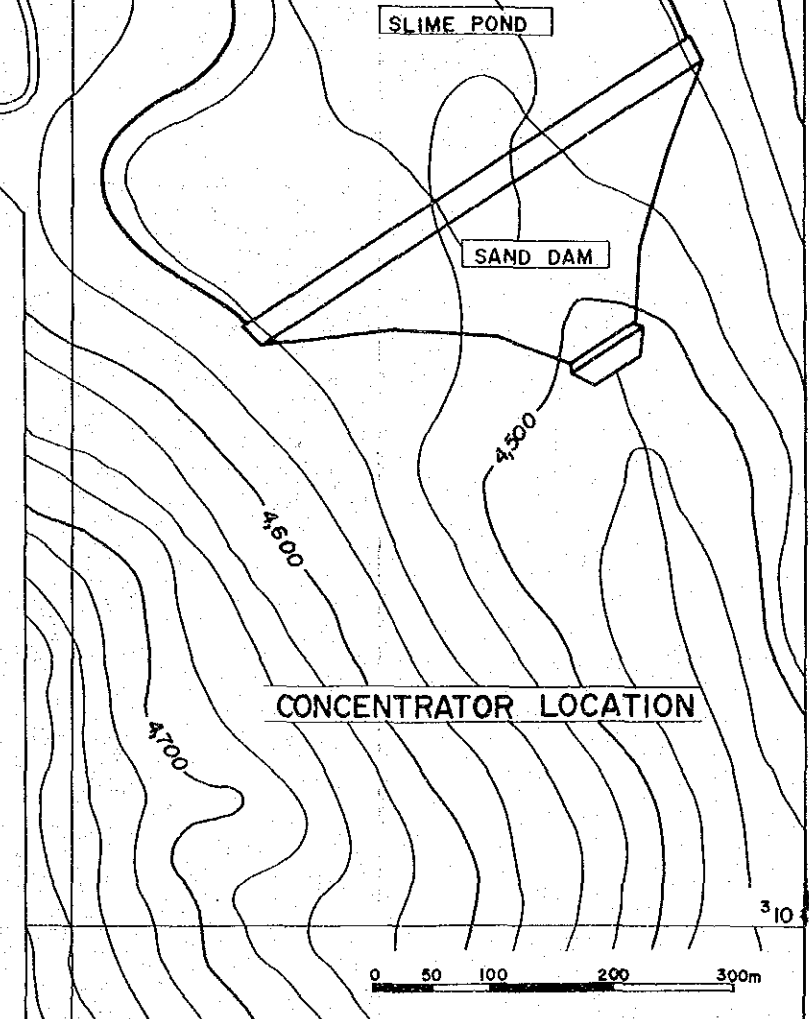 SLIME POND
SAND DAM
4,500
4,600
CONCENTRATOR LOCATION
4,700
310
0 50 100 200 300m